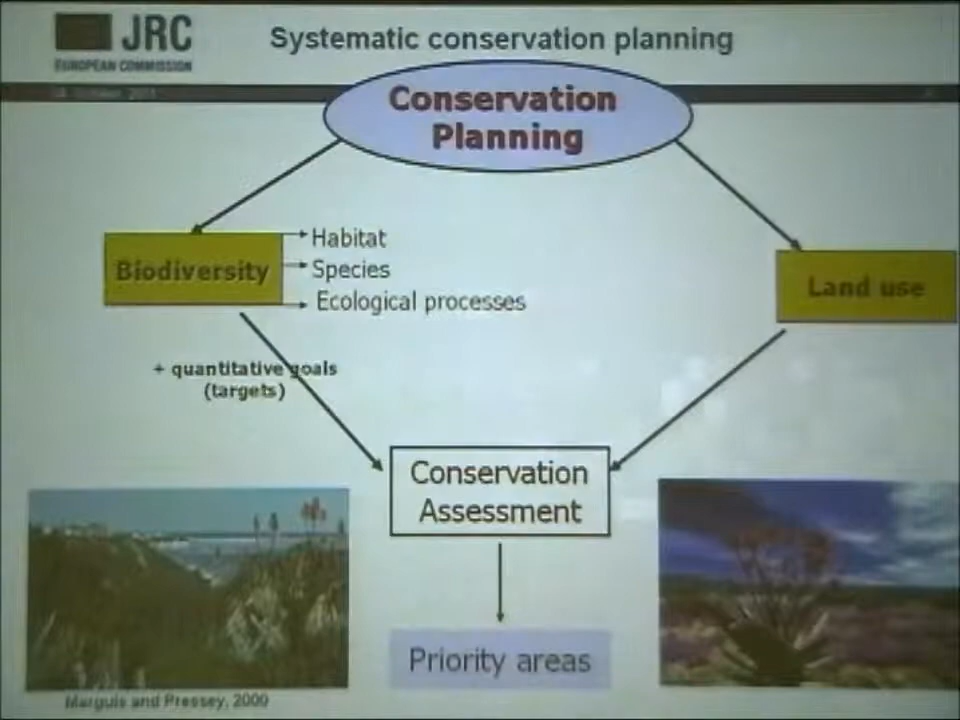 JRC
EUROPEAN COMMISSION
Systematic conservation planning
Conservation
Planning
Biodiversity
Habitat
Species
Ecological processes
Land use
+ quantitative goals
(targets)
Conservation
Assessment
Priority areas
Marguls and Pressey, 2000